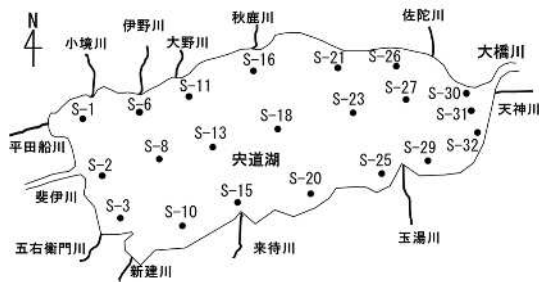 N
秋鹿川
佐陀川
伊野川
小境川
大野川
大橋川
S-16
S-21
S-26
S-11
S-27
S-30
S-1
S-6
S-23
S-31
天神川
S-18
平田船川
S-13
S-32
S-8
宍道湖
S-2
S-29
S-25
斐伊川
S-20
S-15
S-3
S-10
玉湯川
五右衛門川
来待川
新建川